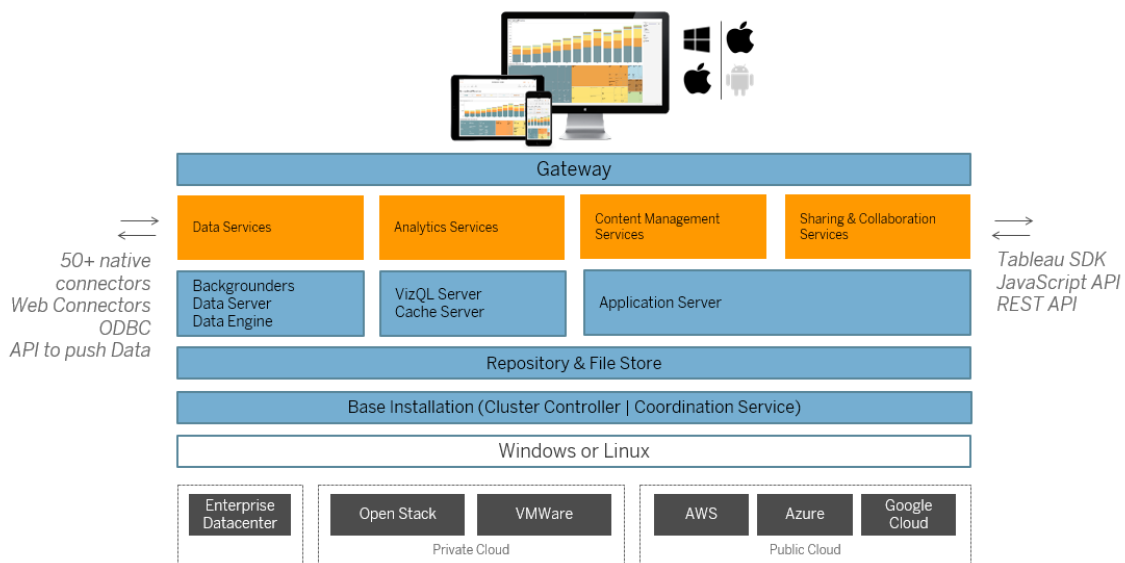 Gateway
Data Services
Analytics Services
Content Management
Services
Sharing & Collaboration
Services
50+ native
connectors
Web Connectors
ODBC
API to push Data
Backgrounders
Data Server
Data Engine
VizQL Server
Cache Server
Application Server
Tableau SDK
JavaScript API
REST API
Repository & File Store
Base Installation (Cluster Controller | Coordination Service)
Windows or Linux
Enterprise
Datacenter
Open Stack
VMWare
Private Cloud
AWS
Azure
Google
Cloud
Public Cloud